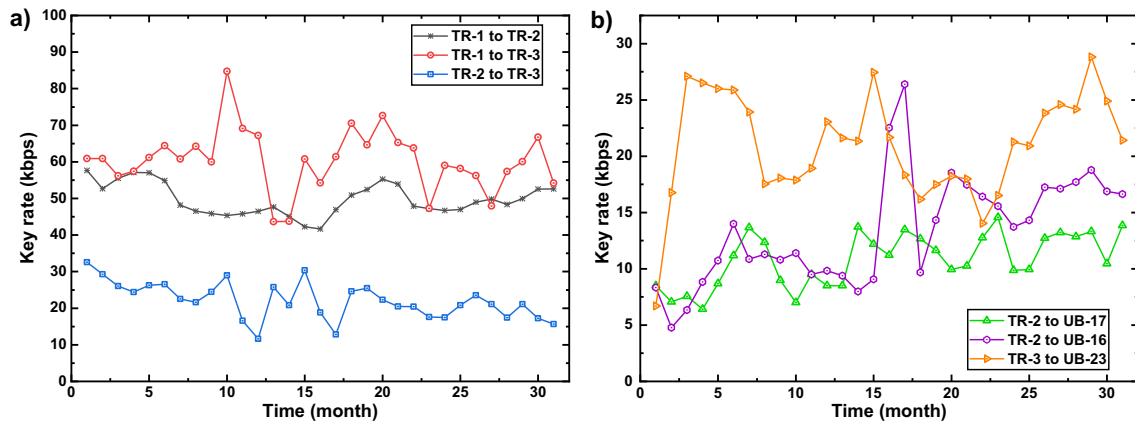 a)
100
90
80
70
60
50
40
30
20
10
0
Key rate (kbps)
TR-1 to TR-2
TR-1 to TR-3
TR-2 to TR-3
0 5 10 15 20 25 30
Time (month)
b)
30
25
20
15
10
5
0
Key rate (kbps)
TR-2 to UB-17
TR-2 to UB-16
TR-3 to UB-23
0 5 10 15 20 25 30
Time (month)